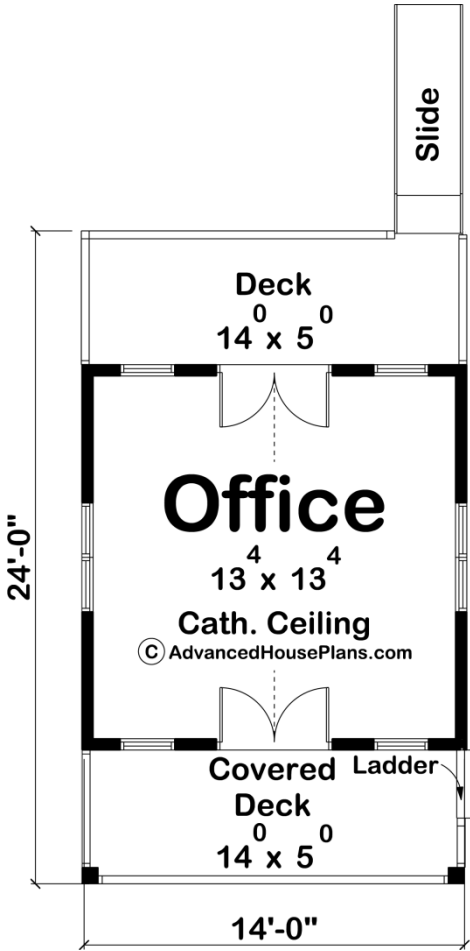 Slide
Deck
14⁰ x 5⁰
Office
13⁴ x 13⁴
Cath. Ceiling
© AdvancedHousePlans.com
24'-0"
Covered Ladder
Deck
14⁰ x 5⁰
14'-0"